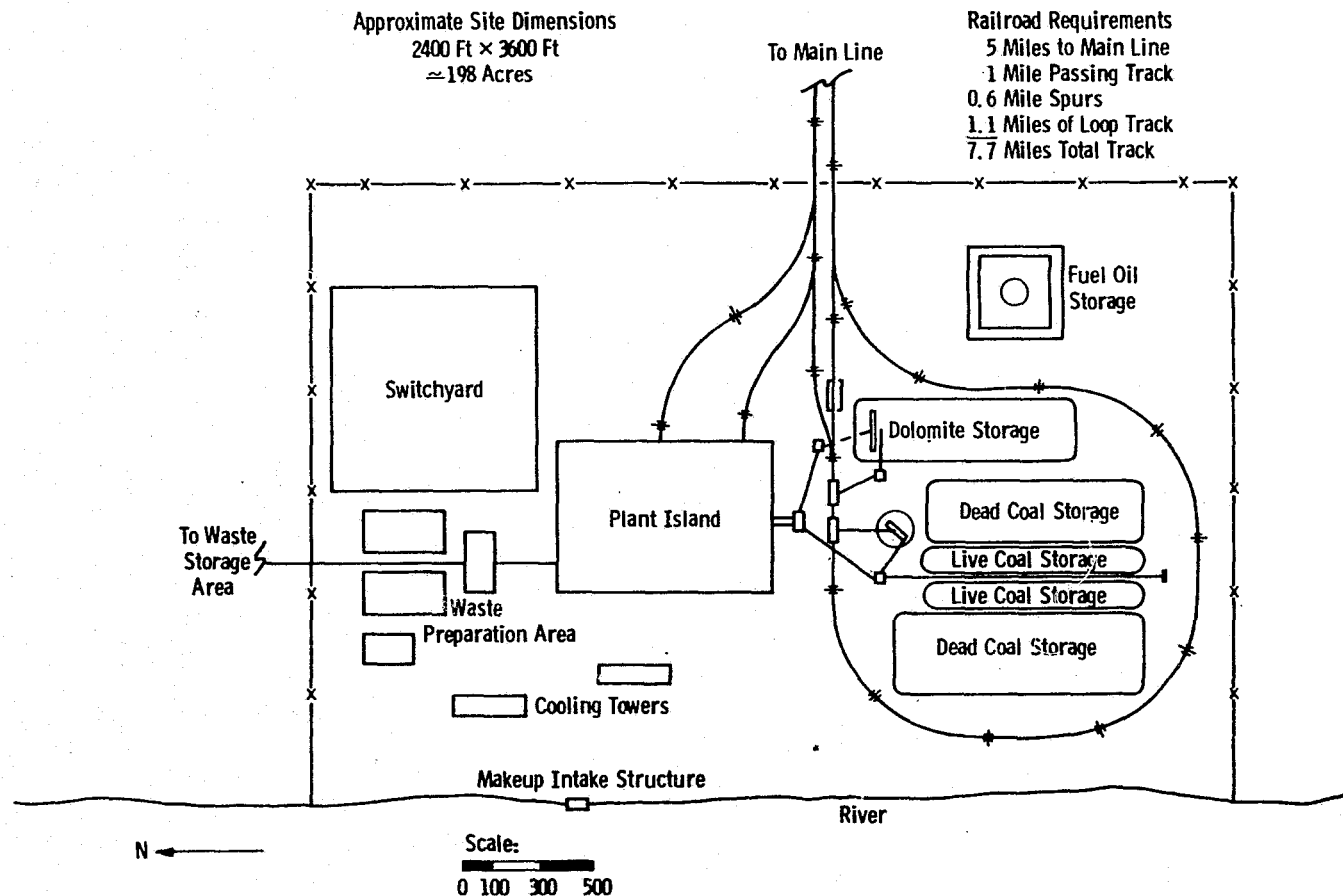 Approximate Site Dimensions
2400 Ft × 3600 Ft
≃198 Acres
To Main Line
Railroad Requirements
5 Miles to Main Line
1 Mile Passing Track
0.6 Mile Spurs
1.1 Miles of Loop Track
7.7 Miles Total Track
Fuel Oil
Storage
Switchyard
Dolomite Storage
Plant Island
Dead Coal Storage
To Waste
Storage
Area
Live Coal Storage
Live Coal Storage
Waste
Preparation Area
Dead Coal Storage
Cooling Towers
Makeup Intake Structure
River
N
Scale:
0 100 300 500